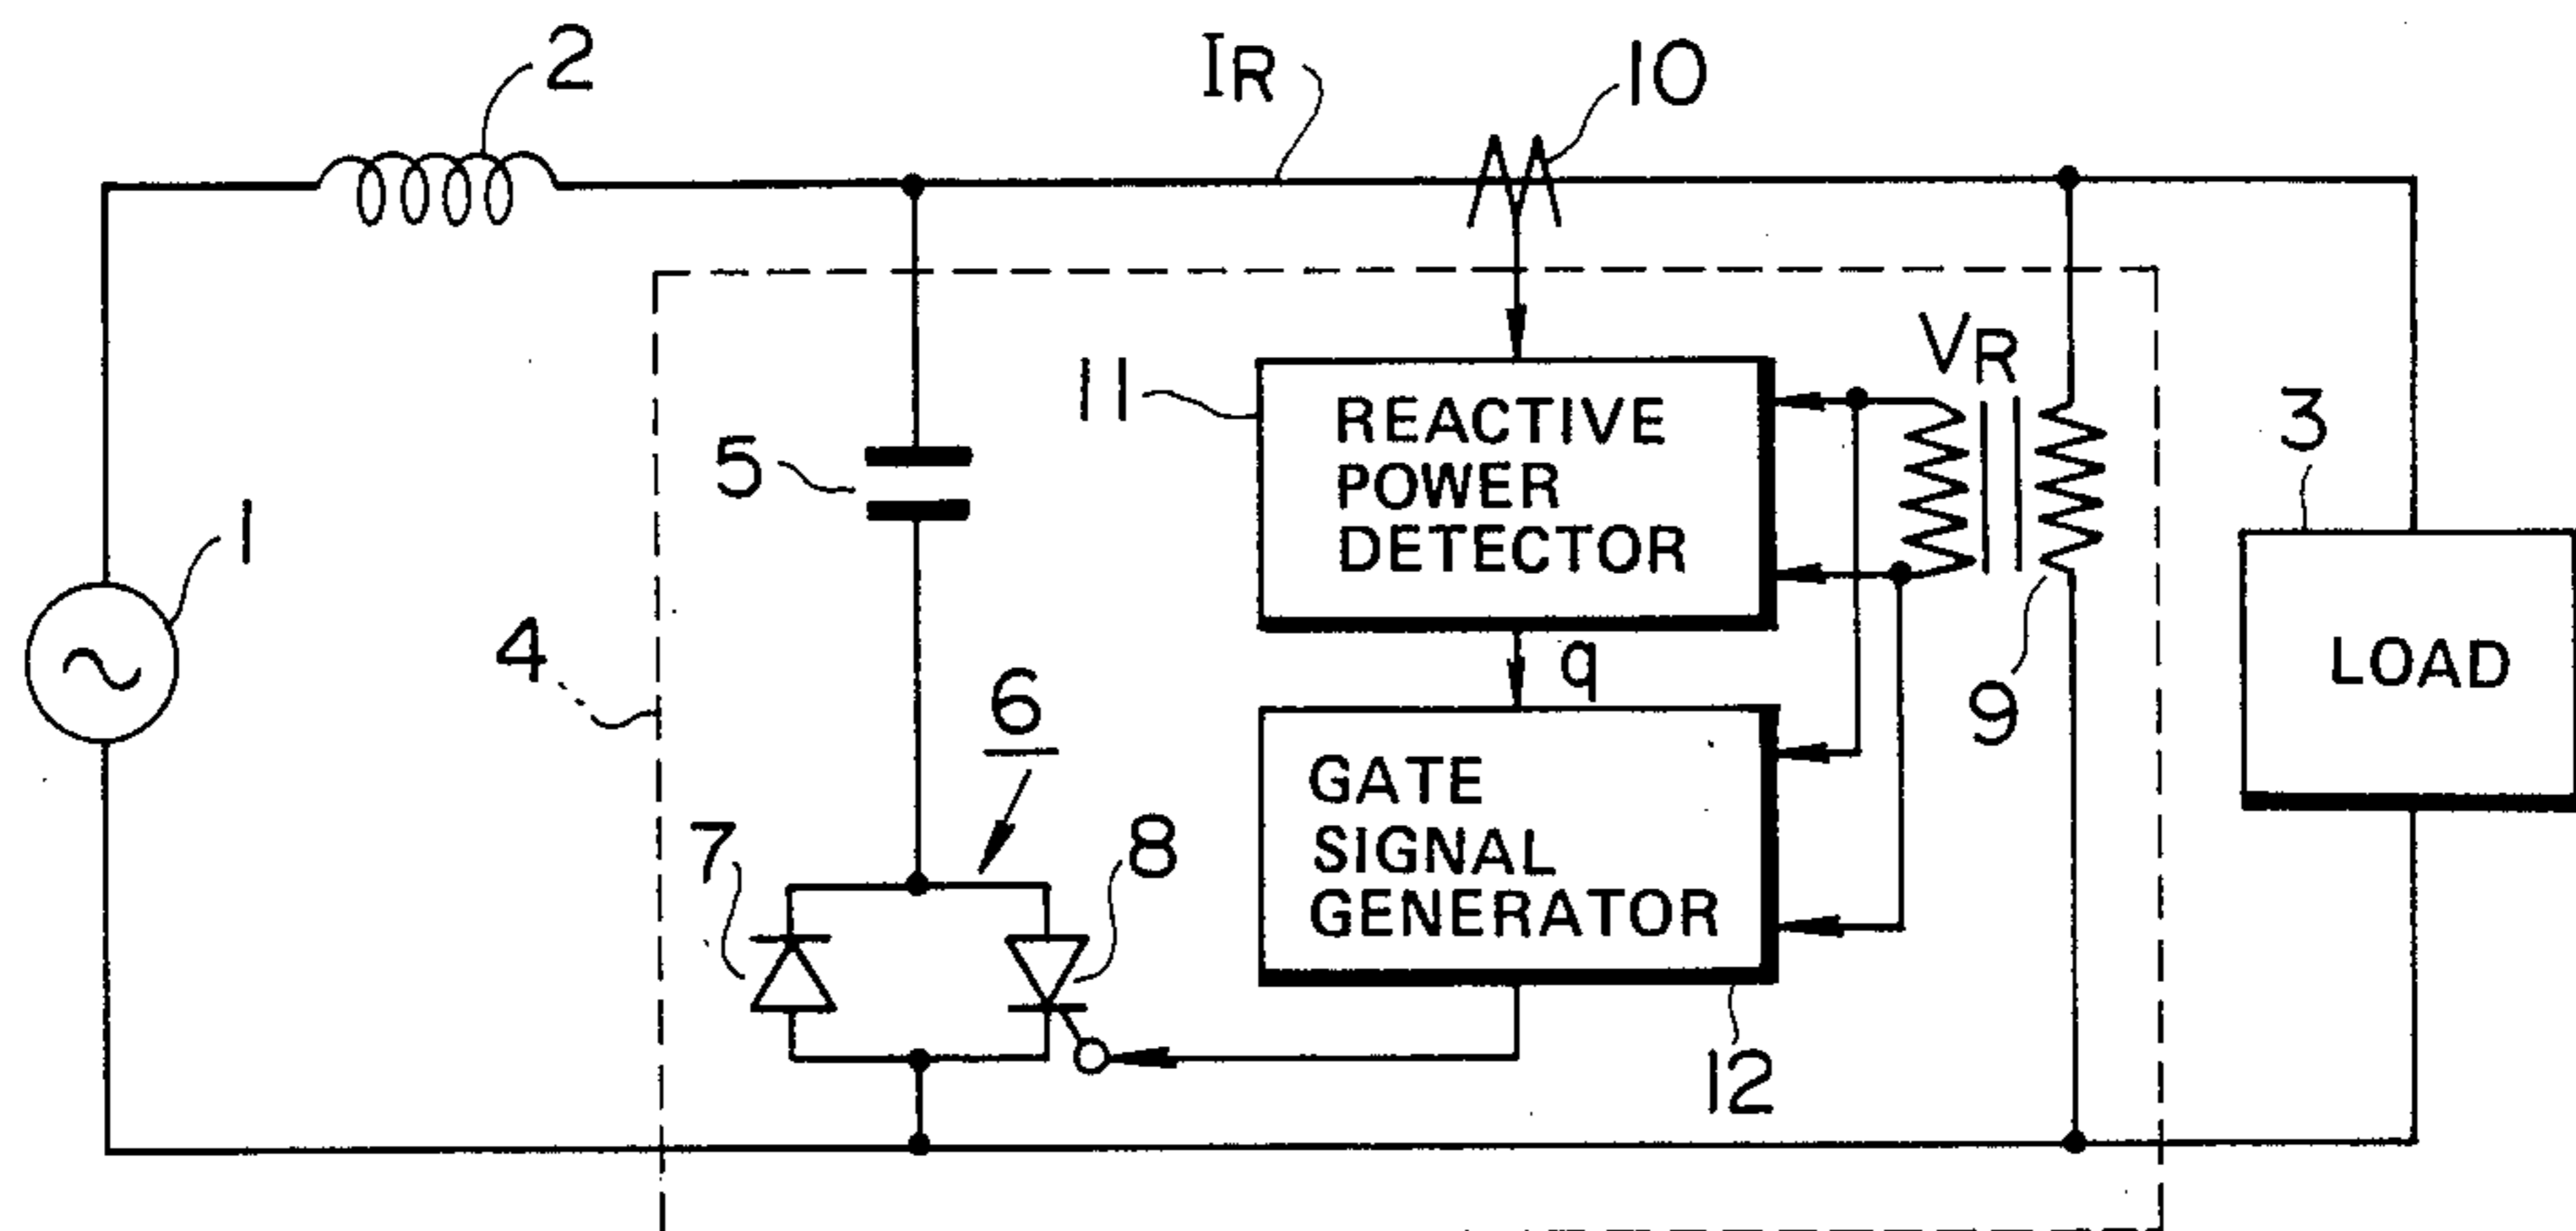 2
IR
10
VR
11
REACTIVE
POWER
DETECTOR
3
5
1
4
q
9
LOAD
6
7
8
GATE
SIGNAL
GENERATOR
12